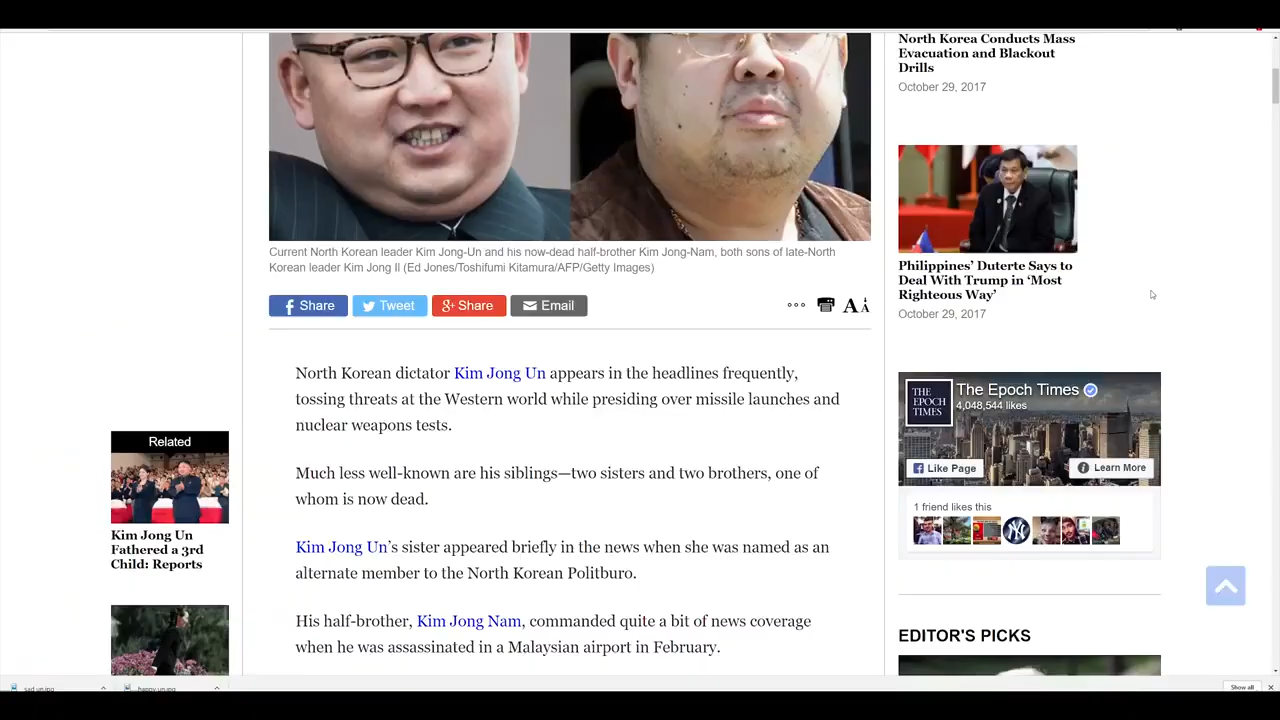 North Korea Conducts Mass
Evacuation and Blackout
Drills
October 29, 2017
Philippines’ Duterte Says to
Deal With Trump in ‘Most
Righteous Way’
October 29, 2017
Current North Korean leader Kim Jong-Un and his now-dead half-brother Kim Jong-Nam, both sons of late-North
Korean leader Kim Jong Il (Ed Jones/Toshifumi Kitamura/AFP/Getty Images)
f Share
Tweet
g+ Share
Email
A A
North Korean dictator Kim Jong Un appears in the headlines frequently,
tossing threats at the Western world while presiding over missile launches and
nuclear weapons tests.
Much less well-known are his siblings—two sisters and two brothers, one of
whom is now dead.
Kim Jong Un’s sister appeared briefly in the news when she was named as an
alternate member to the North Korean Politburo.
His half-brother, Kim Jong Nam, commanded quite a bit of news coverage
when he was assassinated in a Malaysian airport in February.
Related
Kim Jong Un
Fathered a 3rd
Child: Reports
THE
EPOCH
TIMES
The Epoch Times
4,048,544 likes
f Like Page
i Learn More
1 friend likes this
EDITOR'S PICKS
sad un.jpg
happy un.jpg
Show all